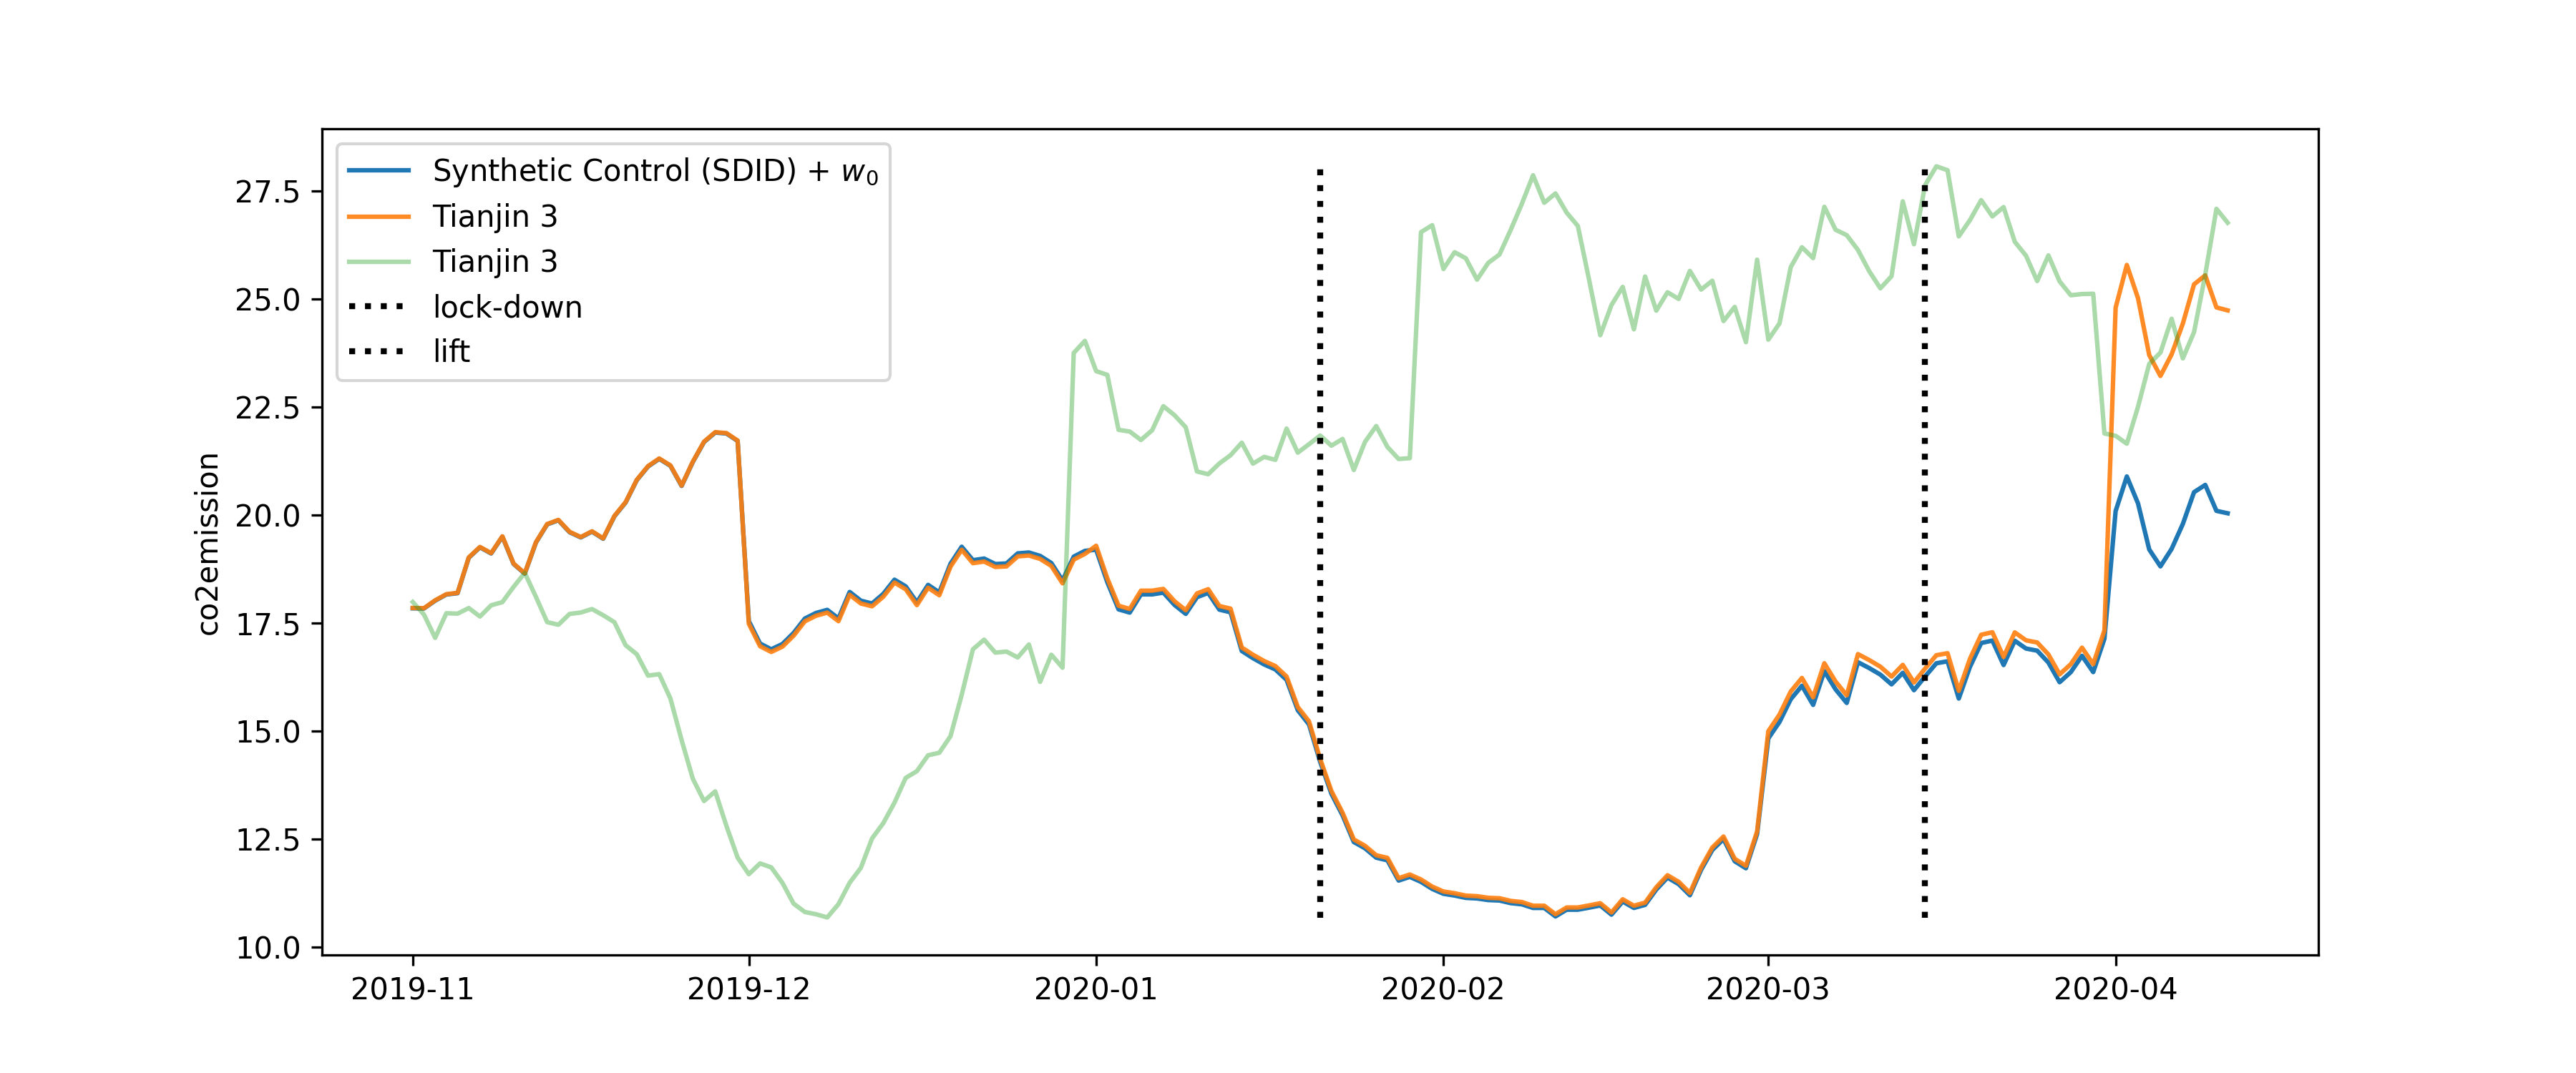 Synthetic Control (SDID) + w₀
Tianjin 3
Tianjin 3
lock-down
lift
27.5
25.0
22.5
20.0
17.5
15.0
12.5
10.0
co2emission
2019-11 2019-12 2020-01 2020-02 2020-03 2020-04